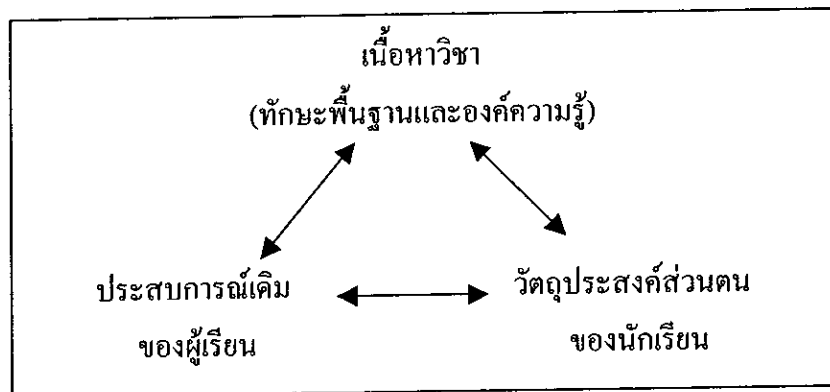 เนื้อหาวิชา
(ทักษะพื้นฐานและองค์ความรู้)
ประสบการณ์เดิม
ของผู้เรียน
วัตถุประสงค์ส่วนตน
ของนักเรียน